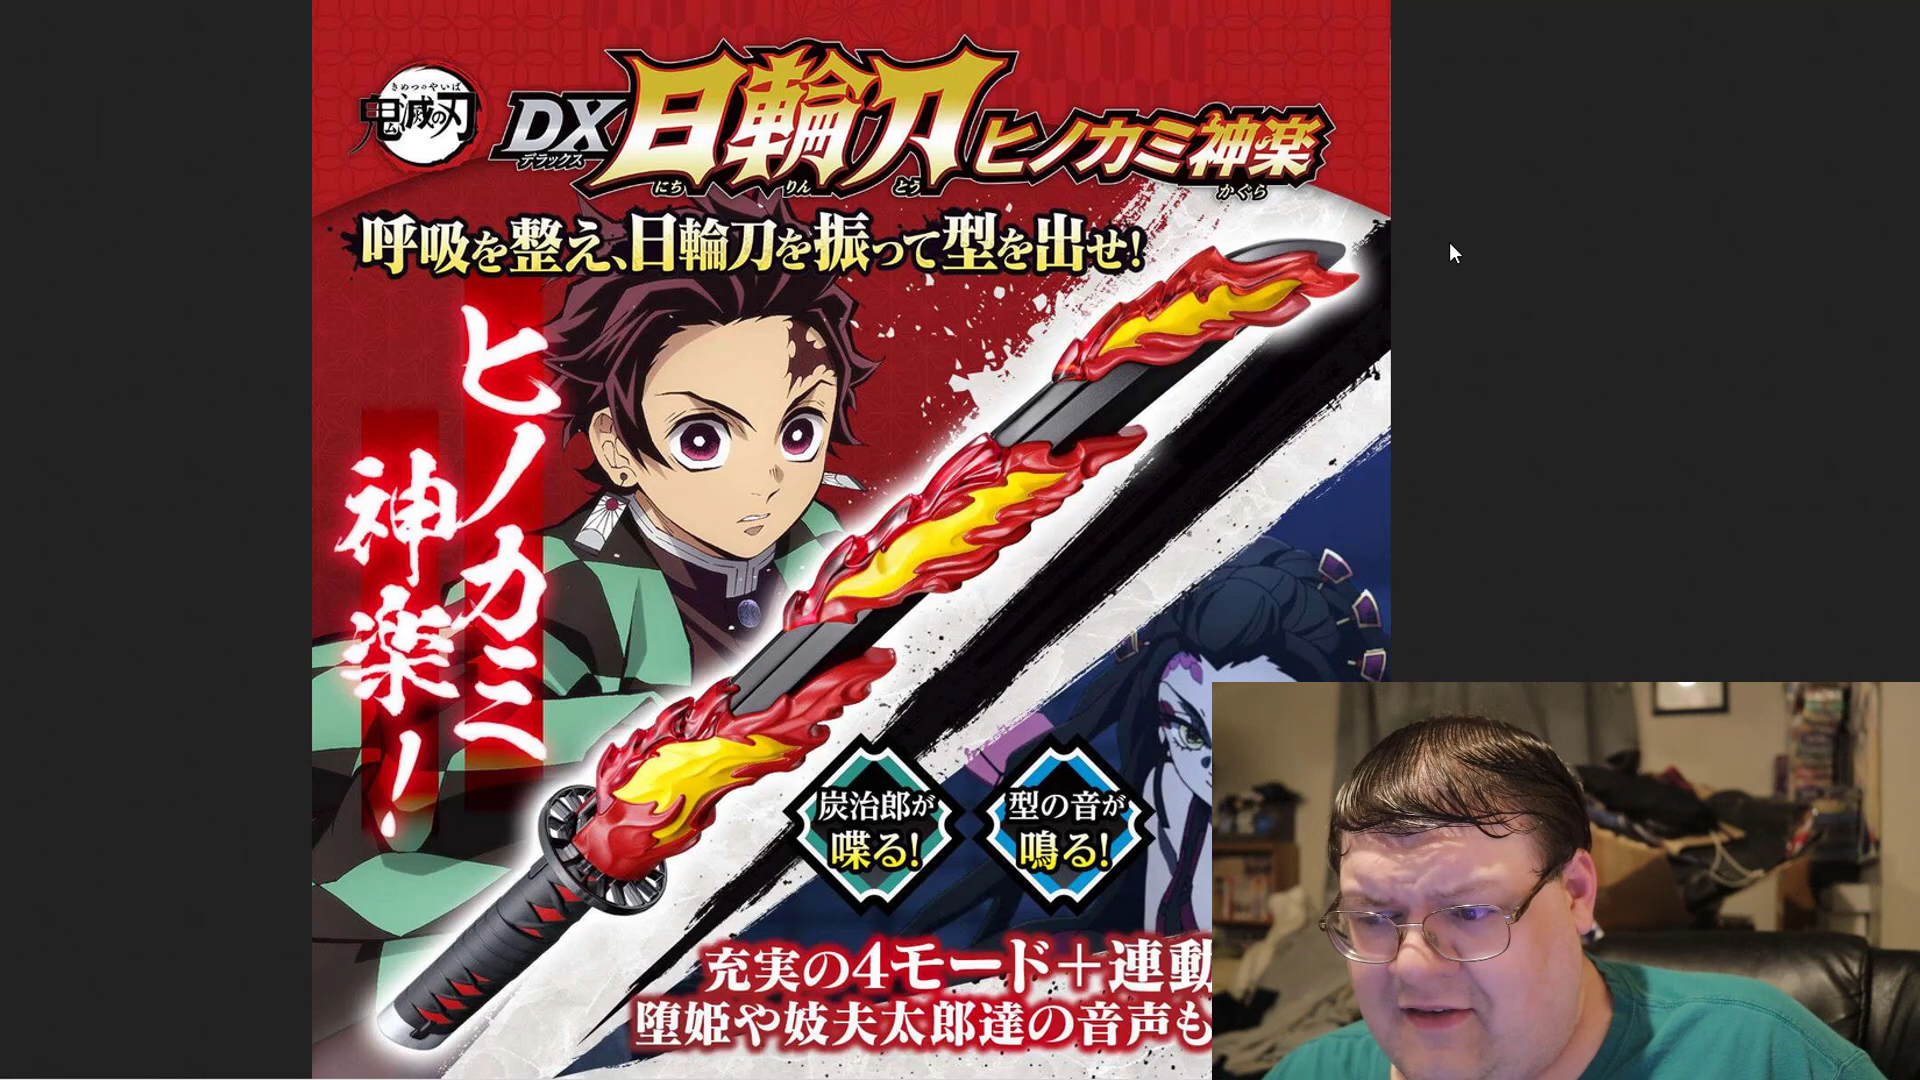 きめつのやいば
鬼滅の刃
DX日輪刀ヒノカミ神楽
デラックス にち りん とう かぐら
呼吸を整え、日輪刀を振って型を出せ!
ヒノカミ
神楽!
炭治郎が
喋る!
型の音が
鳴る!
充実の4モード+連動
堕姫や妓夫太郎達の音声も